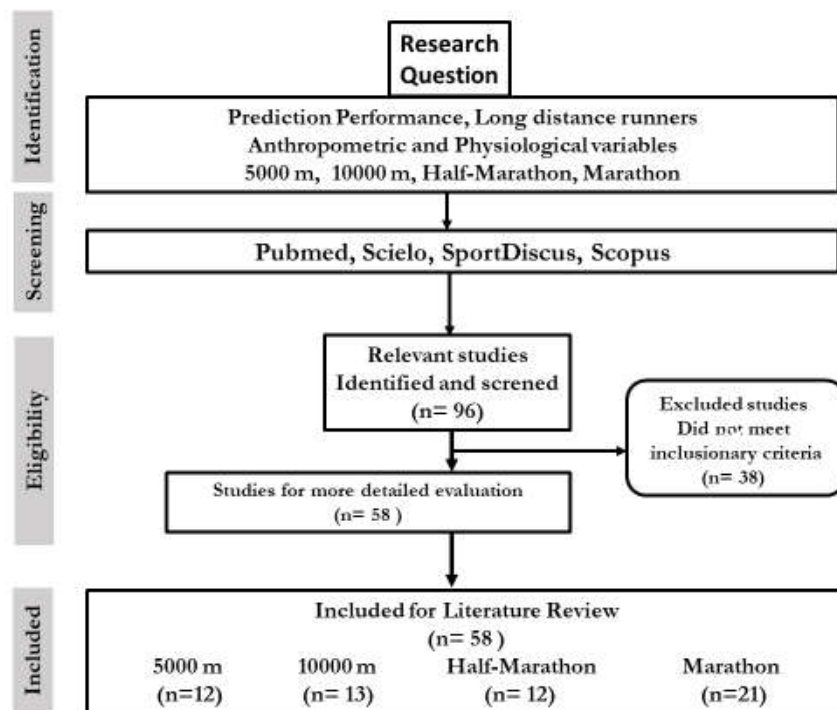 Identification
Research
Question
Prediction Performance, Long distance runners
Anthropometric and Physiological variables
5000 m, 10000 m, Half-Marathon, Marathon
Screening
Pubmed, Scielo, SportDiscus, Scopus
Eligibility
Relevant studies
Identified and screned
(n= 96)
Excluded studies
Did not meet
inclusionary criteria
(n= 38)
Studies for more detailed evaluation
(n= 58 )
Included
Included for Literature Review
(n= 58 )
5000 m 10000 m Half-Marathon Marathon
(n=12) (n= 13) (n= 12) (n=21)